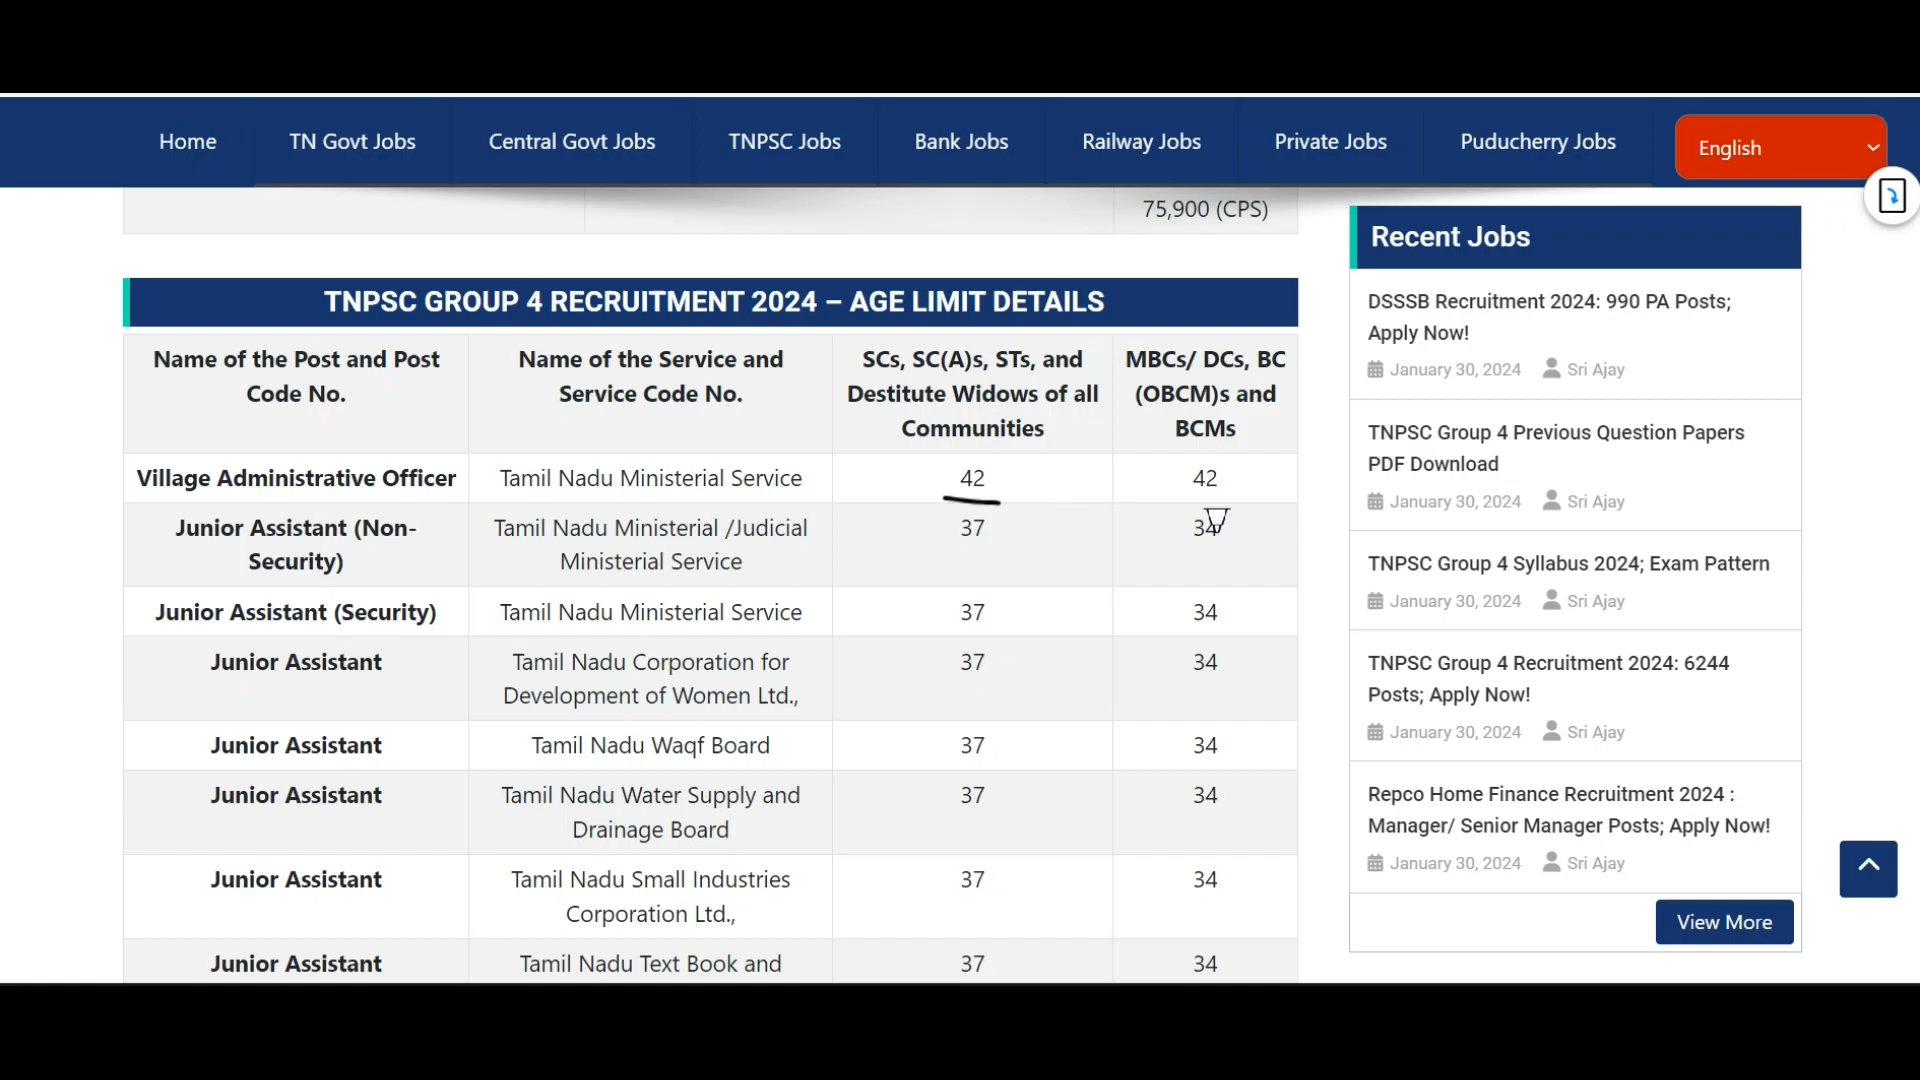 Home TN Govt Jobs Central Govt Jobs TNPSC Jobs Bank Jobs Railway Jobs Private Jobs Puducherry Jobs English
75,900 (CPS)
TNPSC GROUP 4 RECRUITMENT 2024 – AGE LIMIT DETAILS
Name of the Post and Post
Code No.
Name of the Service and
Service Code No.
SCs, SC(A)s, STs, and
Destitute Widows of all
Communities
MBCs/ DCs, BC
(OBCM)s and
BCMs
Village Administrative Officer Tamil Nadu Ministerial Service 42 42
Junior Assistant (Non-
Security)
Tamil Nadu Ministerial /Judicial
Ministerial Service
37 34
Junior Assistant (Security) Tamil Nadu Ministerial Service 37 34
Junior Assistant
Tamil Nadu Corporation for
Development of Women Ltd.,
37 34
Junior Assistant Tamil Nadu Waqf Board 37 34
Junior Assistant
Tamil Nadu Water Supply and
Drainage Board
37 34
Junior Assistant
Tamil Nadu Small Industries
Corporation Ltd.,
37 34
Junior Assistant Tamil Nadu Text Book and 37 34
Recent Jobs
DSSSB Recruitment 2024: 990 PA Posts;
Apply Now!
January 30, 2024 Sri Ajay
TNPSC Group 4 Previous Question Papers
PDF Download
January 30, 2024 Sri Ajay
TNPSC Group 4 Syllabus 2024; Exam Pattern
January 30, 2024 Sri Ajay
TNPSC Group 4 Recruitment 2024: 6244
Posts; Apply Now!
January 30, 2024 Sri Ajay
Repco Home Finance Recruitment 2024 :
Manager/ Senior Manager Posts; Apply Now!
January 30, 2024 Sri Ajay
View More